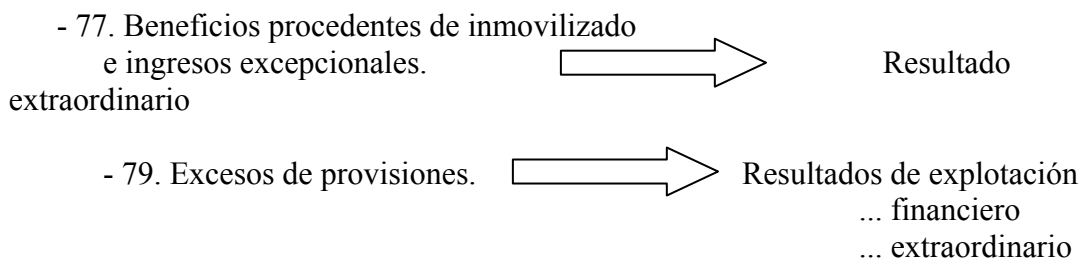 - 77. Beneficios procedentes de inmovilizado
e ingresos excepcionales. Resultado
extraordinario
- 79. Excesos de provisiones. Resultados de explotación
... financiero
... extraordinario